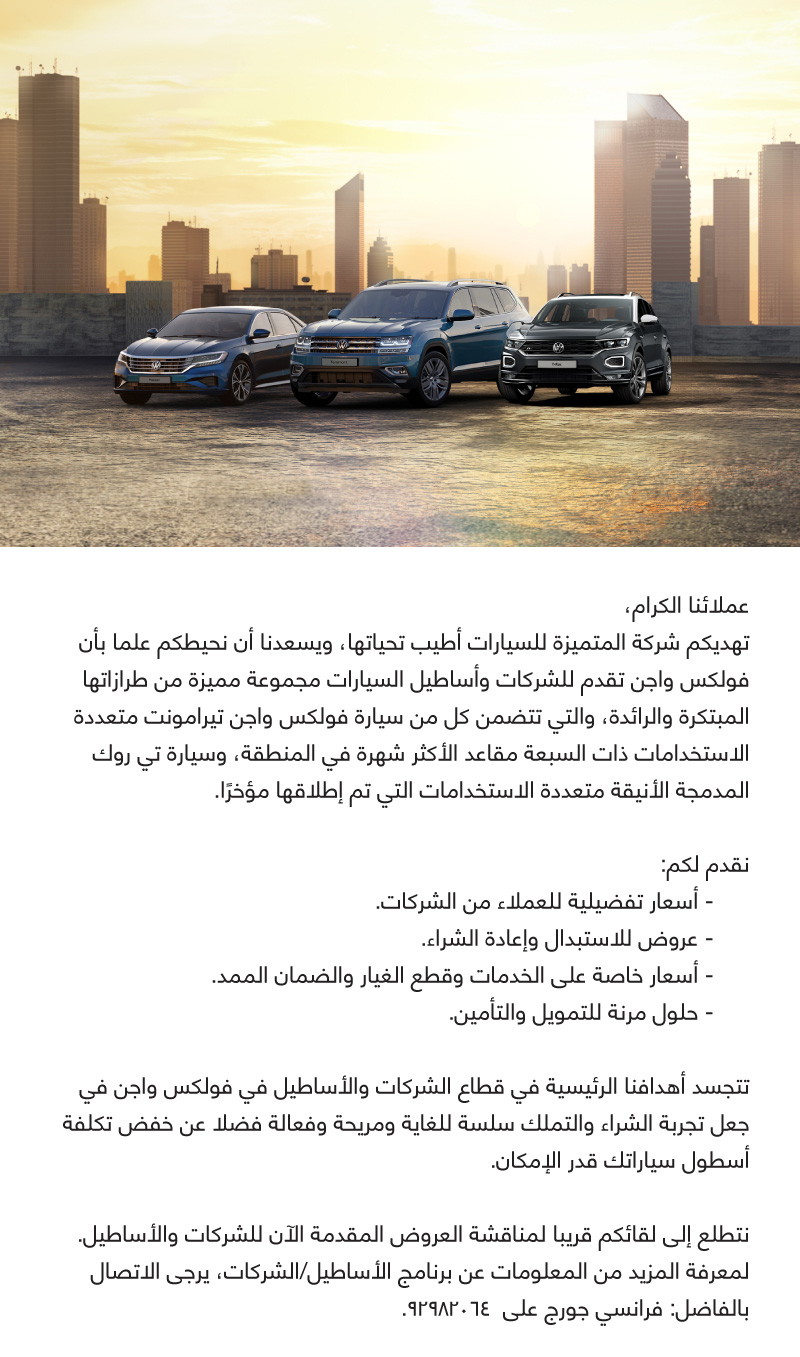 عملائنا الكرام،
تهديكم شركة المتميزة للسيارات أطيب تحياتها، ويسعدنا أن نحيطكم علما بأن
فولكس واجن تقدم للشركات وأساطيل السيارات مجموعة مميزة من طرازاتها
المبتكرة والرائدة، والتي تتضمن كل من سيارة فولكس واجن تيرامونت متعددة
الاستخدامات ذات السبعة مقاعد الأكثر شهرة في المنطقة، وسيارة تي روك
المدمجة الأنيقة متعددة الاستخدامات التي تم إطلاقها مؤخرًا.
نقدم لكم:
- أسعار تفضيلية للعملاء من الشركات.
- عروض للاستبدال وإعادة الشراء.
- أسعار خاصة على الخدمات وقطع الغيار والضمان الممد.
- حلول مرنة للتمويل والتأمين.
تتجسد أهدافنا الرئيسية في قطاع الشركات والأساطيل في فولكس واجن في
جعل تجربة الشراء والتملك سلسة للغاية ومريحة وفعالة فضلا عن خفض تكلفة
أسطول سياراتك قدر الإمكان.
نتطلع إلى لقائكم قريبا لمناقشة العروض المقدمة الآن للشركات والأساطيل.
لمعرفة المزيد من المعلومات عن برنامج الأساطيل/الشركات، يرجى الاتصال
بالفاضل: فرانسي جورج على ٩٢٩٨٢٠٦٤.